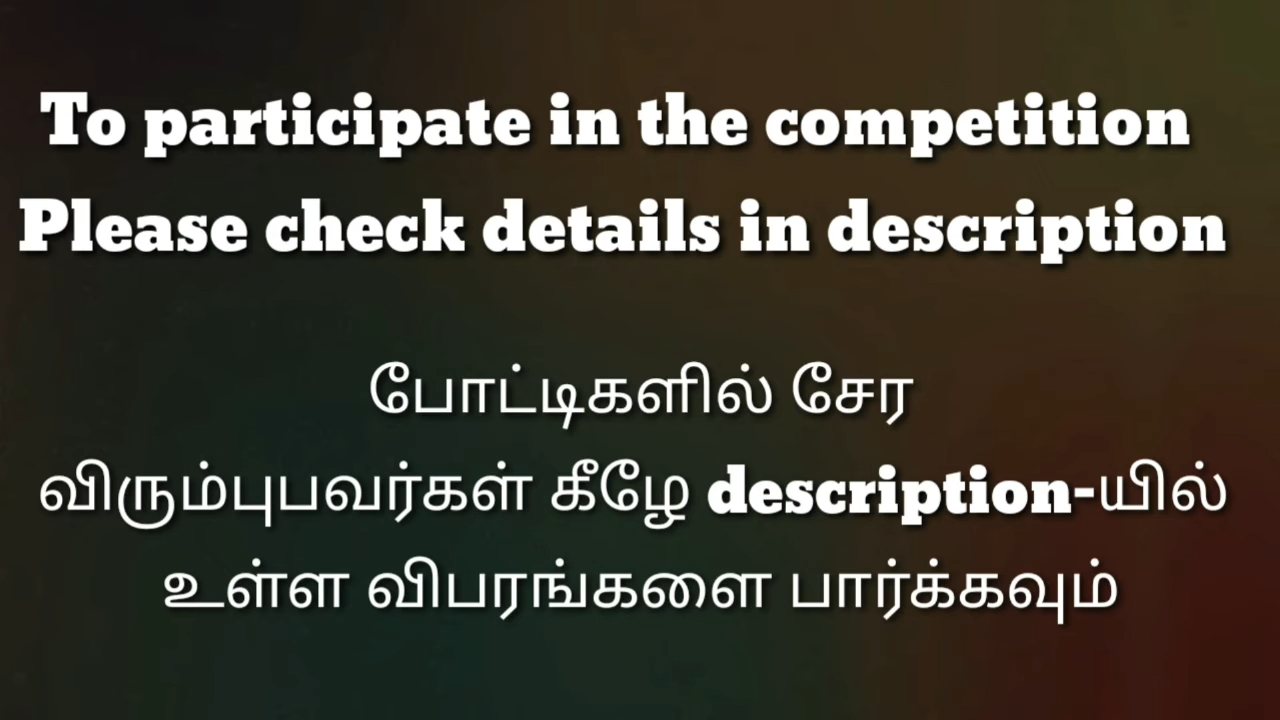 To participate in the competition
Please check details in description
போட்டிகளில் சேர
விரும்புபவர்கள் கீழே description-யில்
உள்ள விபரங்களை பார்க்கவும்